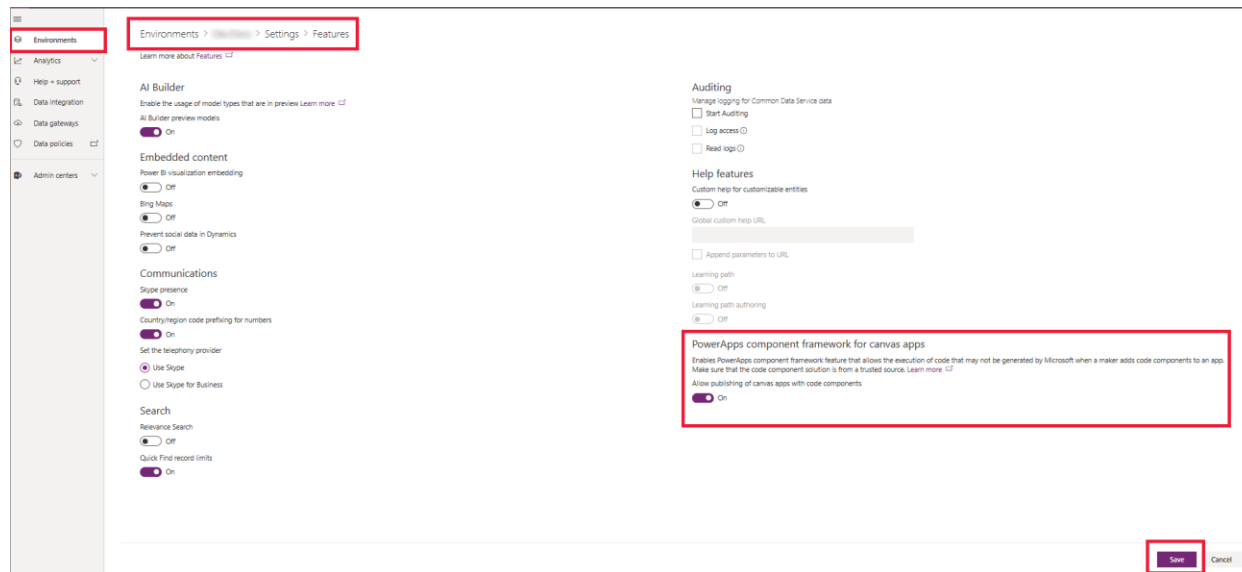 Environments
Analytics
Help + support
Data integration
Data gateways
Data policies
Admin centers
Environments > > Settings > Features
Learn more about Features
AI Builder
Enable the usage of model types that are in preview Learn more
AI Builder preview models
On
Embedded content
Power BI visualization embedding
Off
Bing Maps
Off
Prevent social data in Dynamics
Off
Communications
Skype presence
On
Country/region code prefixing for numbers
On
Set the telephony provider
Use Skype
Use Skype for Business
Search
Relevance Search
Off
Quick Find record limits
On
Auditing
Manage logging for Common Data Service data
Start Auditing
Log access
Read logs
Help features
Custom help for customizable entities
Off
Global custom help URL
Append parameters to URL
Learning path
Off
Learning path authoring
Off
PowerApps component framework for canvas apps
Enables PowerApps component framework feature that allows the execution of code that may not be generated by Microsoft when a maker adds code components to an app.
Make sure that the code component solution is from a trusted source. Learn more
Allow publishing of canvas apps with code components
On
Save
Cancel